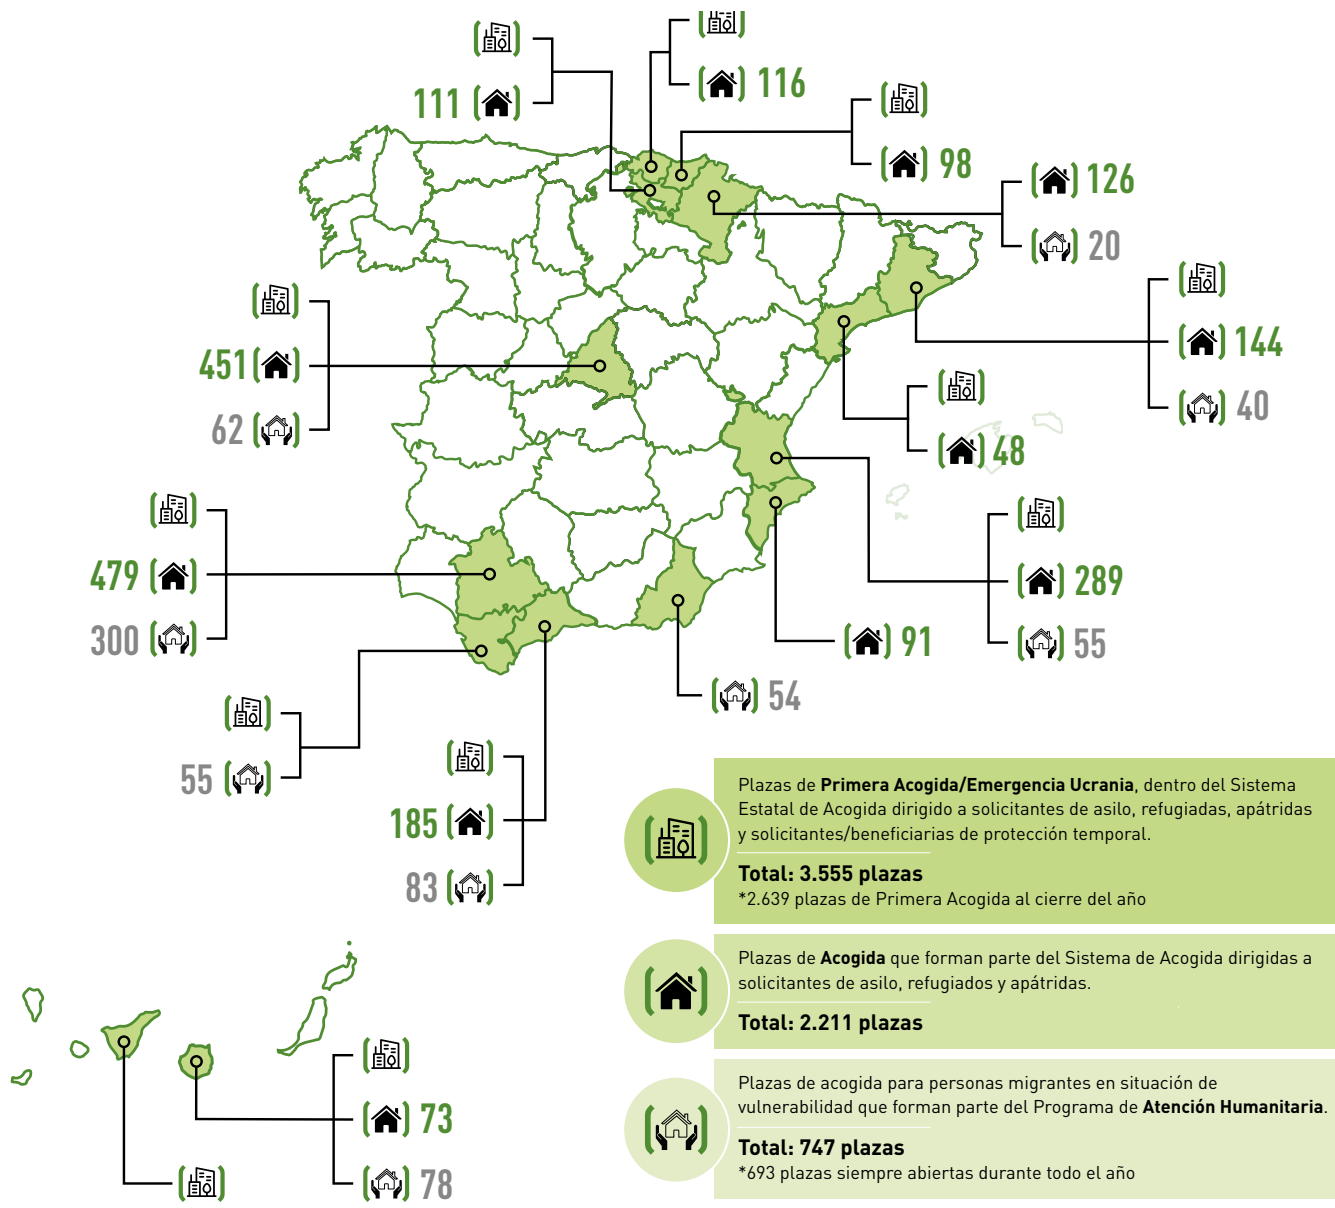 111
116
98
126
20
144
40
451
62
48
479
300
289
55
91
54
55
185
83
73
78
Plazas de Primera Acogida/Emergencia Ucrania, dentro del Sistema
Estatal de Acogida dirigido a solicitantes de asilo, refugiadas, apátridas
y solicitantes/beneficiarias de protección temporal.
Total: 3.555 plazas
*2.639 plazas de Primera Acogida al cierre del año
Plazas de Acogida que forman parte del Sistema de Acogida dirigidas a
solicitantes de asilo, refugiados y apátridas.
Total: 2.211 plazas
Plazas de acogida para personas migrantes en situación de
vulnerabilidad que forman parte del Programa de Atención Humanitaria.
Total: 747 plazas
*693 plazas siempre abiertas durante todo el año